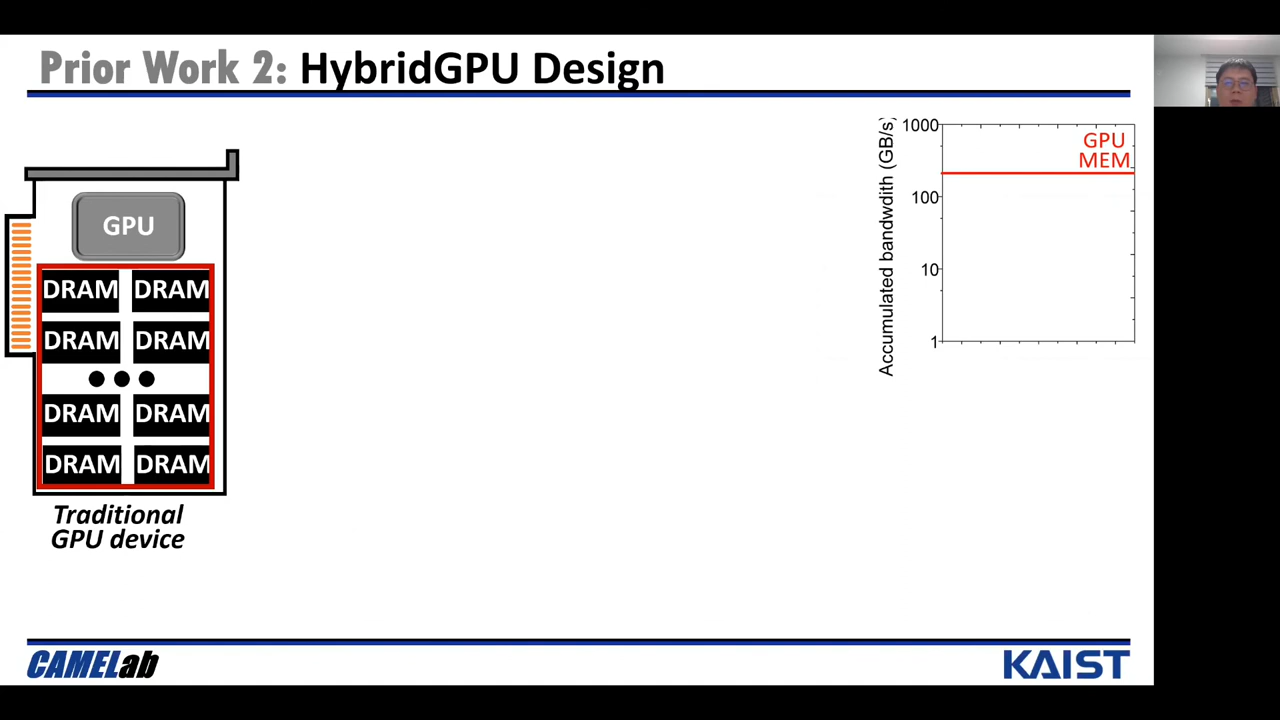 Prior Work 2: HybridGPU Design
GPU
DRAM DRAM
DRAM DRAM
DRAM DRAM
DRAM DRAM
Traditional
GPU device
Accumulated bandwdith (GB/s)
1000
100
10
1
GPU
MEM
CAMELab
KAIST